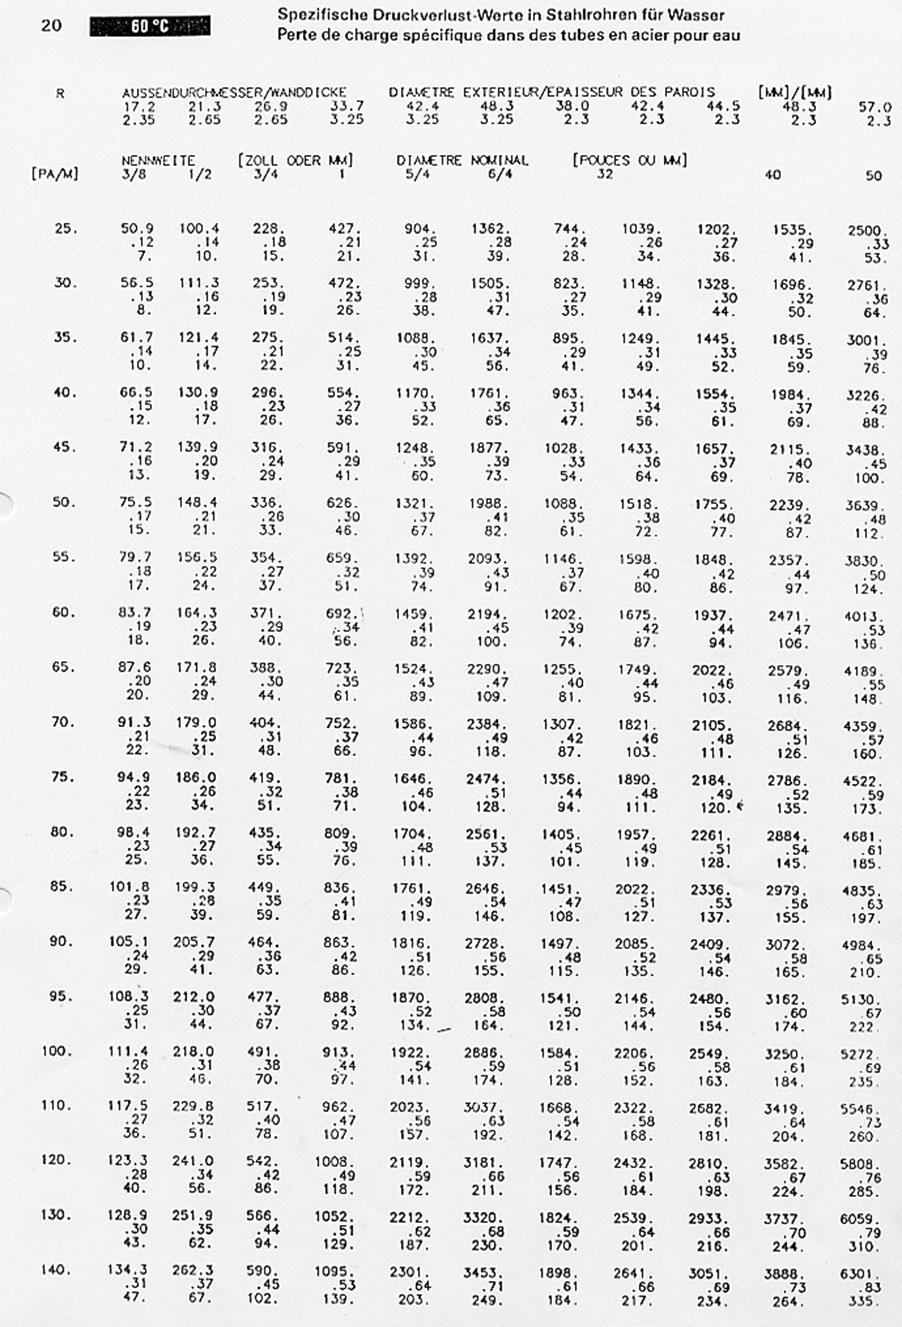 20 60 °C Spezifische Druckverlust-Werte in Stahlrohren für Wasser
Perte de charge spécifique dans des tubes en acier pour eau
R AUSSENDURCHMESSER/WANDDICKE DIAMETRE EXTERIEUR/EPAISSEUR DES PAROIS [MM]/[MM]
17.2 21.3 26.9 33.7 42.4 48.3 38.0 42.4 44.5 48.3 57.0
2.35 2.65 2.65 3.25 3.25 3.25 2.3 2.3 2.3 2.3 2.3
NENNWEITE [ZOLL ODER MM] DIAMETRE NOMINAL [POUCES OU MM]
[PA/M] 3/8 1/2 3/4 1 5/4 6/4 32 40 50
25. 50.9 100.4 228. 427. 904. 1362. 744. 1039. 1202. 1535. 2500.
.12 .14 .18 .21 .25 .28 .24 .26 .27 .29 .33
7. 10. 15. 21. 31. 39. 28. 34. 36. 41. 53.
30. 56.5 111.3 253. 472. 999. 1505. 823. 1148. 1328. 1696. 2761.
.13 .16 .19 .23 .28 .31 .27 .29 .30 .32 .36
8. 12. 19. 26. 38. 47. 35. 41. 44. 50. 64.
35. 61.7 121.4 275. 514. 1088. 1637. 895. 1249. 1445. 1845. 3001.
.14 .17 .21 .25 .30 .34 .29 .31 .33 .35 .39
10. 14. 22. 31. 45. 56. 41. 49. 52. 59. 76.
40. 66.5 130.9 296. 554. 1170. 1761. 963. 1344. 1554. 1984. 3226.
.15 .18 .23 .27 .33 .36 .31 .34 .35 .37 .42
12. 17. 26. 36. 52. 65. 47. 56. 61. 69. 88.
45. 71.2 139.9 316. 591. 1248. 1877. 1028. 1433. 1657. 2115. 3438.
.16 .20 .24 .29 .35 .39 .33 .36 .37 .40 .45
13. 19. 29. 41. 60. 73. 54. 64. 69. 78. 100.
50. 75.5 148.4 336. 626. 1321. 1988. 1088. 1518. 1755. 2239. 3639.
.17 .21 .26 .30 .37 .41 .35 .38 .40 .42 .48
15. 21. 33. 46. 67. 82. 61. 72. 77. 87. 112.
55. 79.7 156.5 354. 659. 1392. 2093. 1146. 1598. 1848. 2357. 3830.
.18 .22 .27 .32 .39 .43 .37 .40 .42 .44 .50
17. 24. 37. 51. 74. 91. 67. 80. 86. 97. 124.
60. 83.7 164.3 371. 692. 1459. 2194. 1202. 1675. 1937. 2471. 4013.
.19 .23 .29 .34 .41 .45 .39 .42 .44 .47 .53
18. 26. 40. 56. 82. 100. 74. 87. 94. 106. 136.
65. 87.6 171.8 388. 723. 1524. 2290. 1255. 1749. 2022. 2579. 4189.
.20 .24 .30 .35 .43 .47 .40 .44 .46 .49 .55
20. 29. 44. 61. 89. 109. 81. 95. 103. 116. 148.
70. 91.3 179.0 404. 752. 1586. 2384. 1307. 1821. 2105. 2684. 4359.
.21 .25 .31 .37 .44 .49 .42 .46 .48 .51 .57
22. 31. 48. 66. 96. 118. 87. 103. 111. 126. 160.
75. 94.9 186.0 419. 781. 1646. 2474. 1356. 1890. 2184. 2786. 4522.
.22 .26 .32 .38 .46 .51 .44 .48 .49 .52 .59
23. 34. 51. 71. 104. 128. 94. 111. 120. 135. 173.
80. 98.4 192.7 435. 809. 1704. 2561. 1405. 1957. 2261. 2884. 4681.
.23 .27 .34 .39 .48 .53 .45 .49 .51 .54 .61
25. 36. 55. 76. 111. 137. 101. 119. 128. 145. 185.
85. 101.8 199.3 449. 836. 1761. 2646. 1451. 2022. 2336. 2979. 4835.
.23 .28 .35 .41 .49 .54 .47 .51 .53 .56 .63
27. 39. 59. 81. 119. 146. 108. 127. 137. 155. 197.
90. 105.1 205.7 464. 863. 1816. 2728. 1497. 2085. 2409. 3072. 4984.
.24 .29 .36 .42 .51 .56 .48 .52 .54 .58 .65
29. 41. 63. 86. 126. 155. 115. 135. 146. 165. 210.
95. 108.3 212.0 477. 888. 1870. 2808. 1541. 2146. 2480. 3162. 5130.
.25 .30 .37 .43 .52 .58 .50 .54 .56 .60 .67
31. 44. 67. 92. 134. 164. 121. 144. 154. 174. 222.
100. 111.4 218.0 491. 913. 1922. 2886. 1584. 2206. 2549. 3250. 5272.
.26 .31 .38 .44 .54 .59 .51 .56 .58 .61 .69
32. 46. 70. 97. 141. 174. 128. 152. 163. 184. 235.
110. 117.5 229.8 517. 962. 2023. 3037. 1668. 2322. 2682. 3419. 5546.
.27 .32 .40 .47 .56 .63 .54 .58 .61 .64 .73
36. 51. 78. 107. 157. 192. 142. 168. 181. 204. 260.
120. 123.3 241.0 542. 1008. 2119. 3181. 1747. 2432. 2810. 3582. 5808.
.28 .34 .42 .49 .59 .66 .56 .61 .63 .67 .76
40. 56. 86. 118. 172. 211. 156. 184. 198. 224. 285.
130. 128.9 251.9 566. 1052. 2212. 3320. 1824. 2539. 2933. 3737. 6059.
.30 .35 .44 .51 .62 .68 .59 .64 .66 .70 .79
43. 62. 94. 129. 187. 230. 170. 201. 216. 244. 310.
140. 134.3 262.3 590. 1095. 2301. 3453. 1898. 2641. 3051. 3888. 6301.
.31 .37 .45 .53 .64 .71 .61 .66 .69 .73 .83
47. 67. 102. 139. 203. 249. 184. 217. 234. 264. 335.